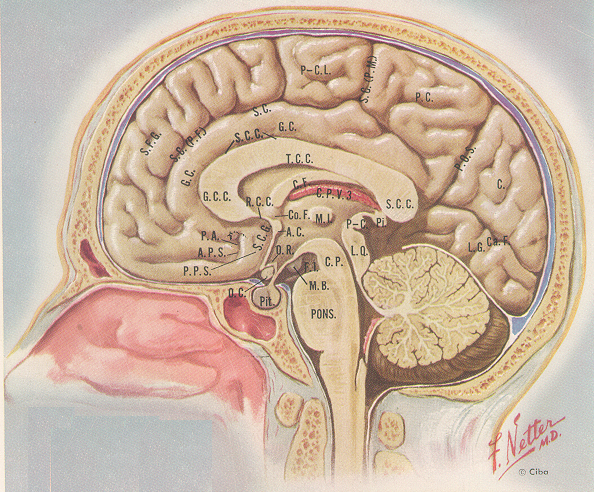 P-C.L.
S.C. (P.M.)
P.C.
S.C.
G.C.
S.F.G.
S.C. (P.F.)
S.C.C.
T.C.C.
P.O.S.
C.
G.C.
C.F.
C.P.V. 3
G.C.C.
R.C.C.
S.C.C.
Co.F.
M.I.
P-C.
Pi.
P.A.
S.C.G.
A.C.
L.G.
Ca.F.
A.P.S.
O.R.
L.Q.
P.P.S.
C.P.
M.B.
O.C.
Pit.
PONS.
F. Netter
M.D.
© Ciba